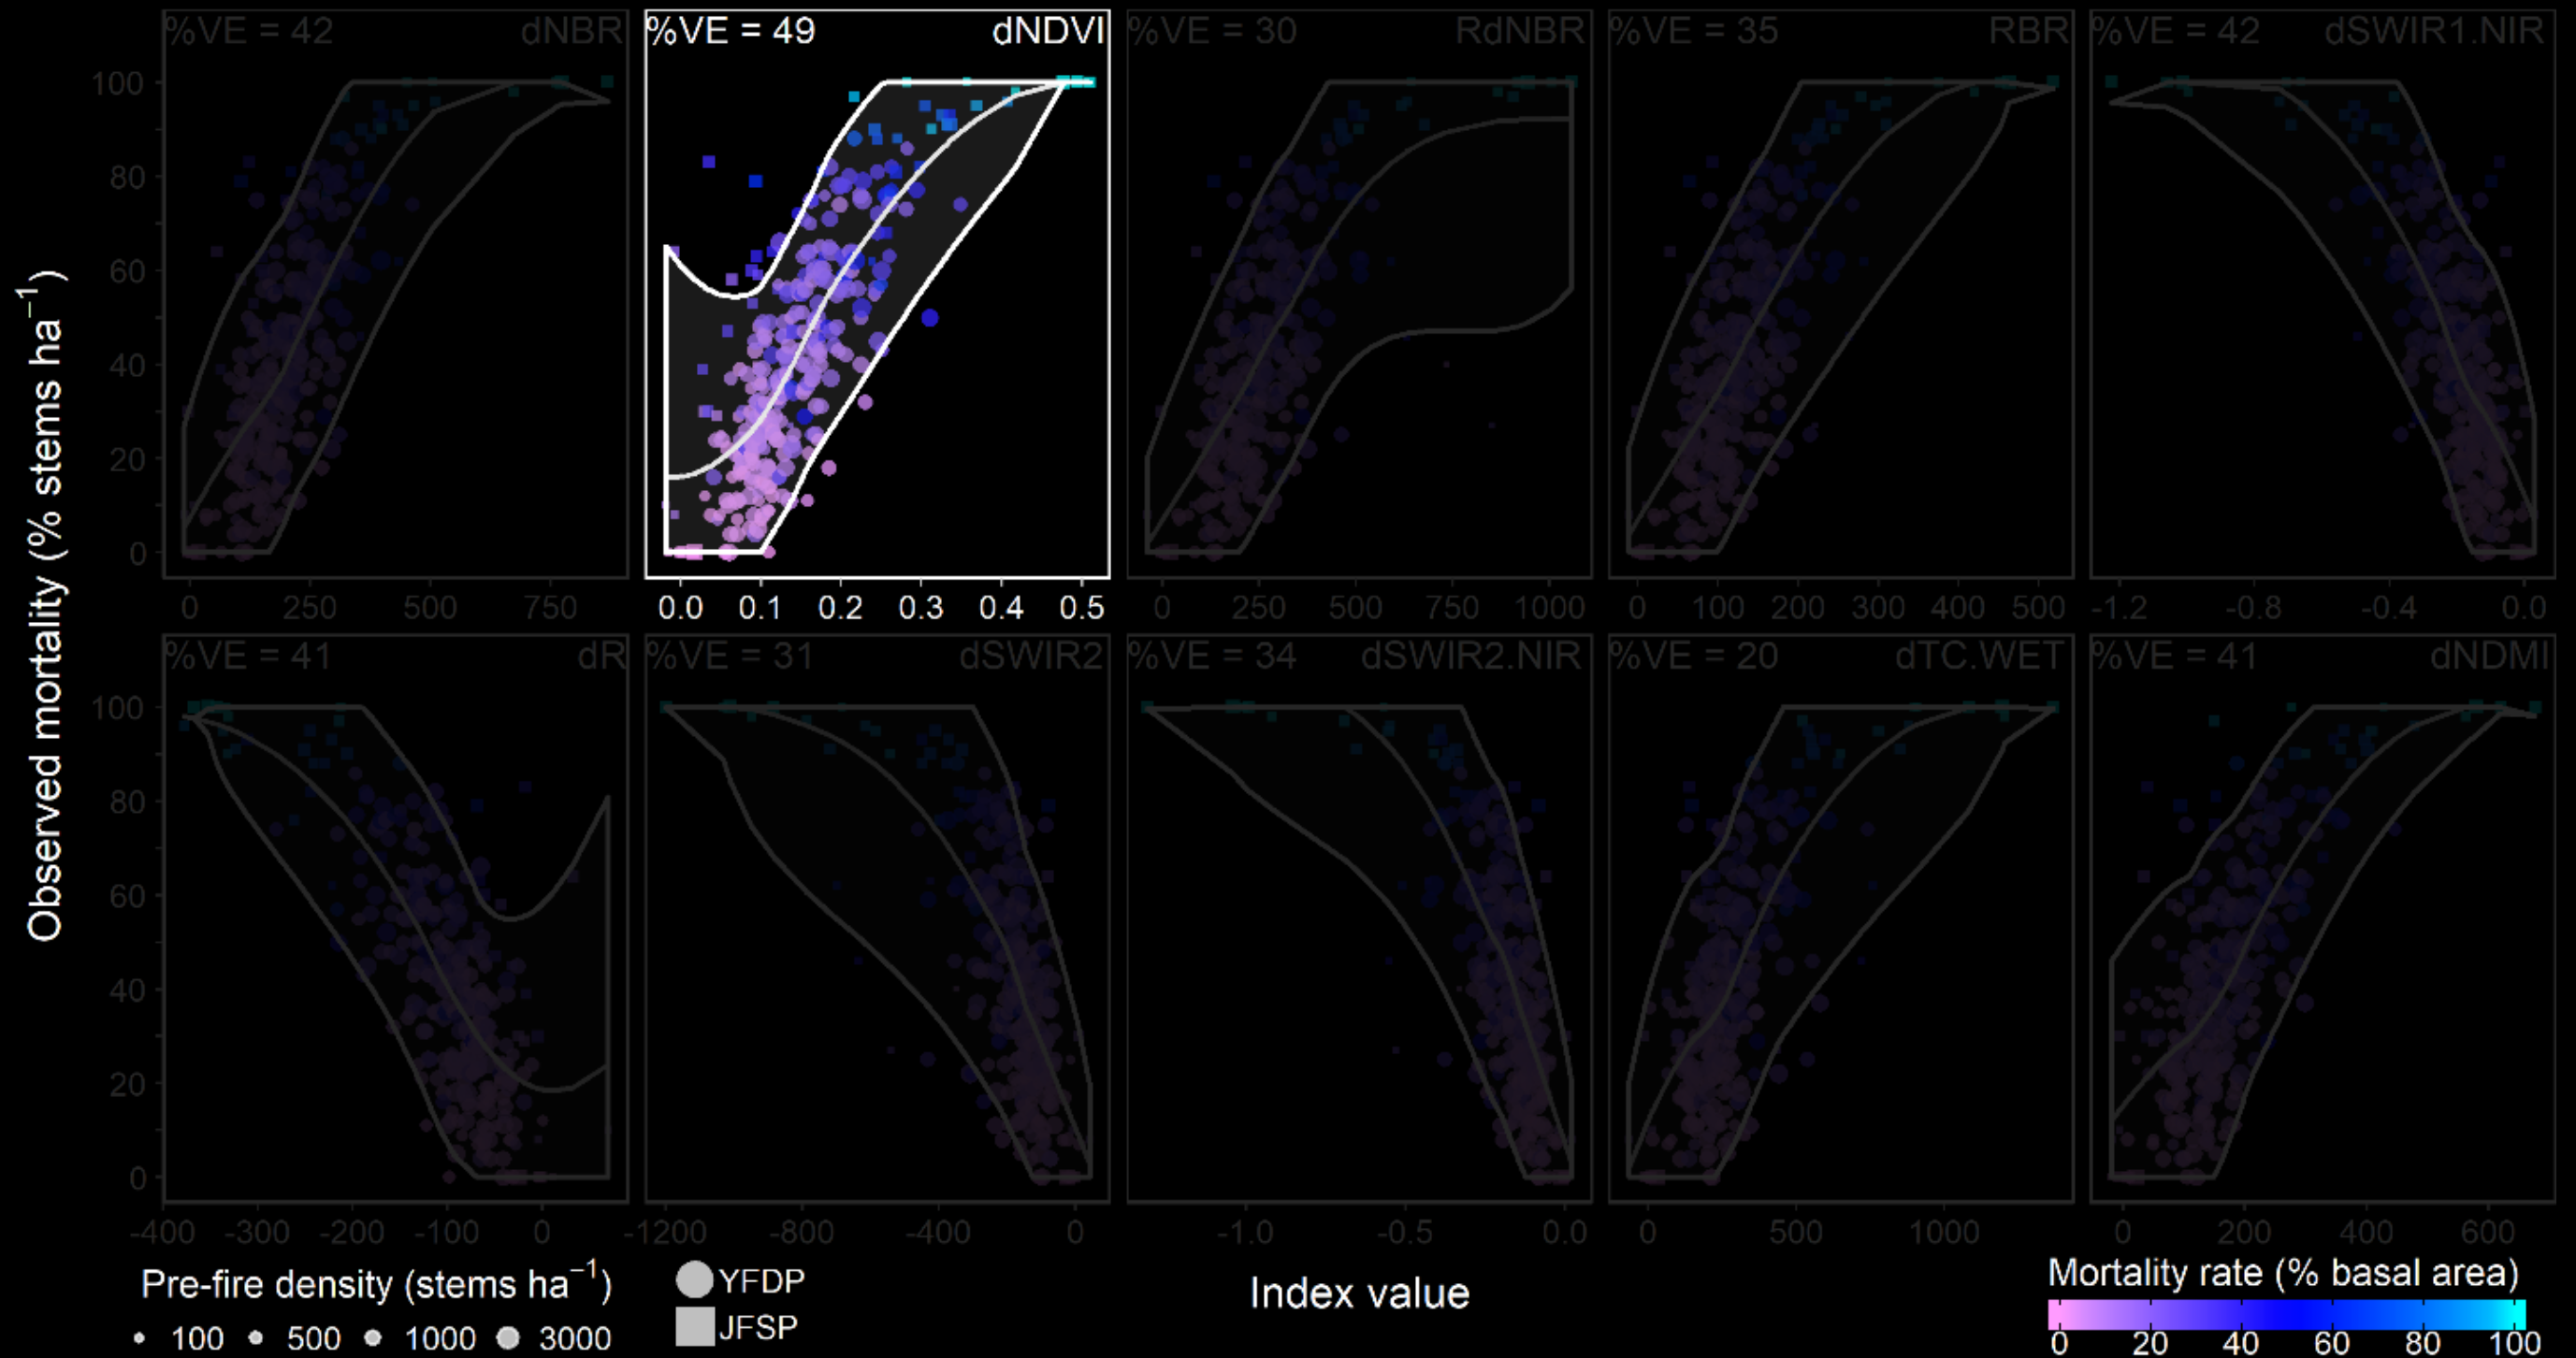 %VE = 42 dNBR
%VE = 49 dNDVI
%VE = 30 RdNBR
%VE = 35 RBR
%VE = 42 dSWIR1.NIR
100
80
60
40
20
0
0 250 500 750
0.0 0.1 0.2 0.3 0.4 0.5
0 250 500 750 1000
0 100 200 300 400 500
-1.2 -0.8 -0.4 0.0
Observed mortality (% stems ha⁻¹)
%VE = 41 dR
%VE = 31 dSWIR2
%VE = 34 dSWIR2.NIR
%VE = 20 dTC.WET
%VE = 41 dNDMI
100
80
60
40
20
0
-400 -300 -200 -100 0
-1200 -800 -400 0
-1.0 -0.5 0.0
0 500 1000
0 200 400 600
Index value
Pre-fire density (stems ha⁻¹)
100 500 1000 3000
YFDP
JFSP
Mortality rate (% basal area)
0 20 40 60 80 100